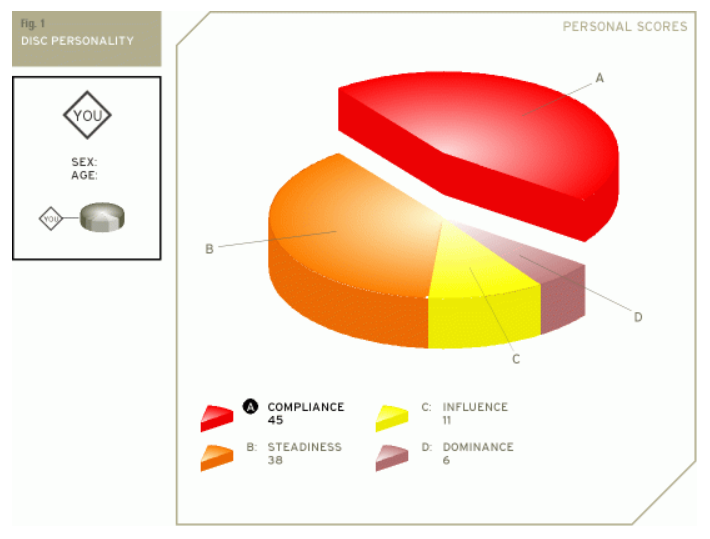 Fig. 1
DISC PERSONALITY
PERSONAL SCORES
YOU
SEX:
AGE:
YOU
A
B
D
C
A COMPLIANCE
45
C: INFLUENCE
11
B: STEADINESS
38
D: DOMINANCE
6